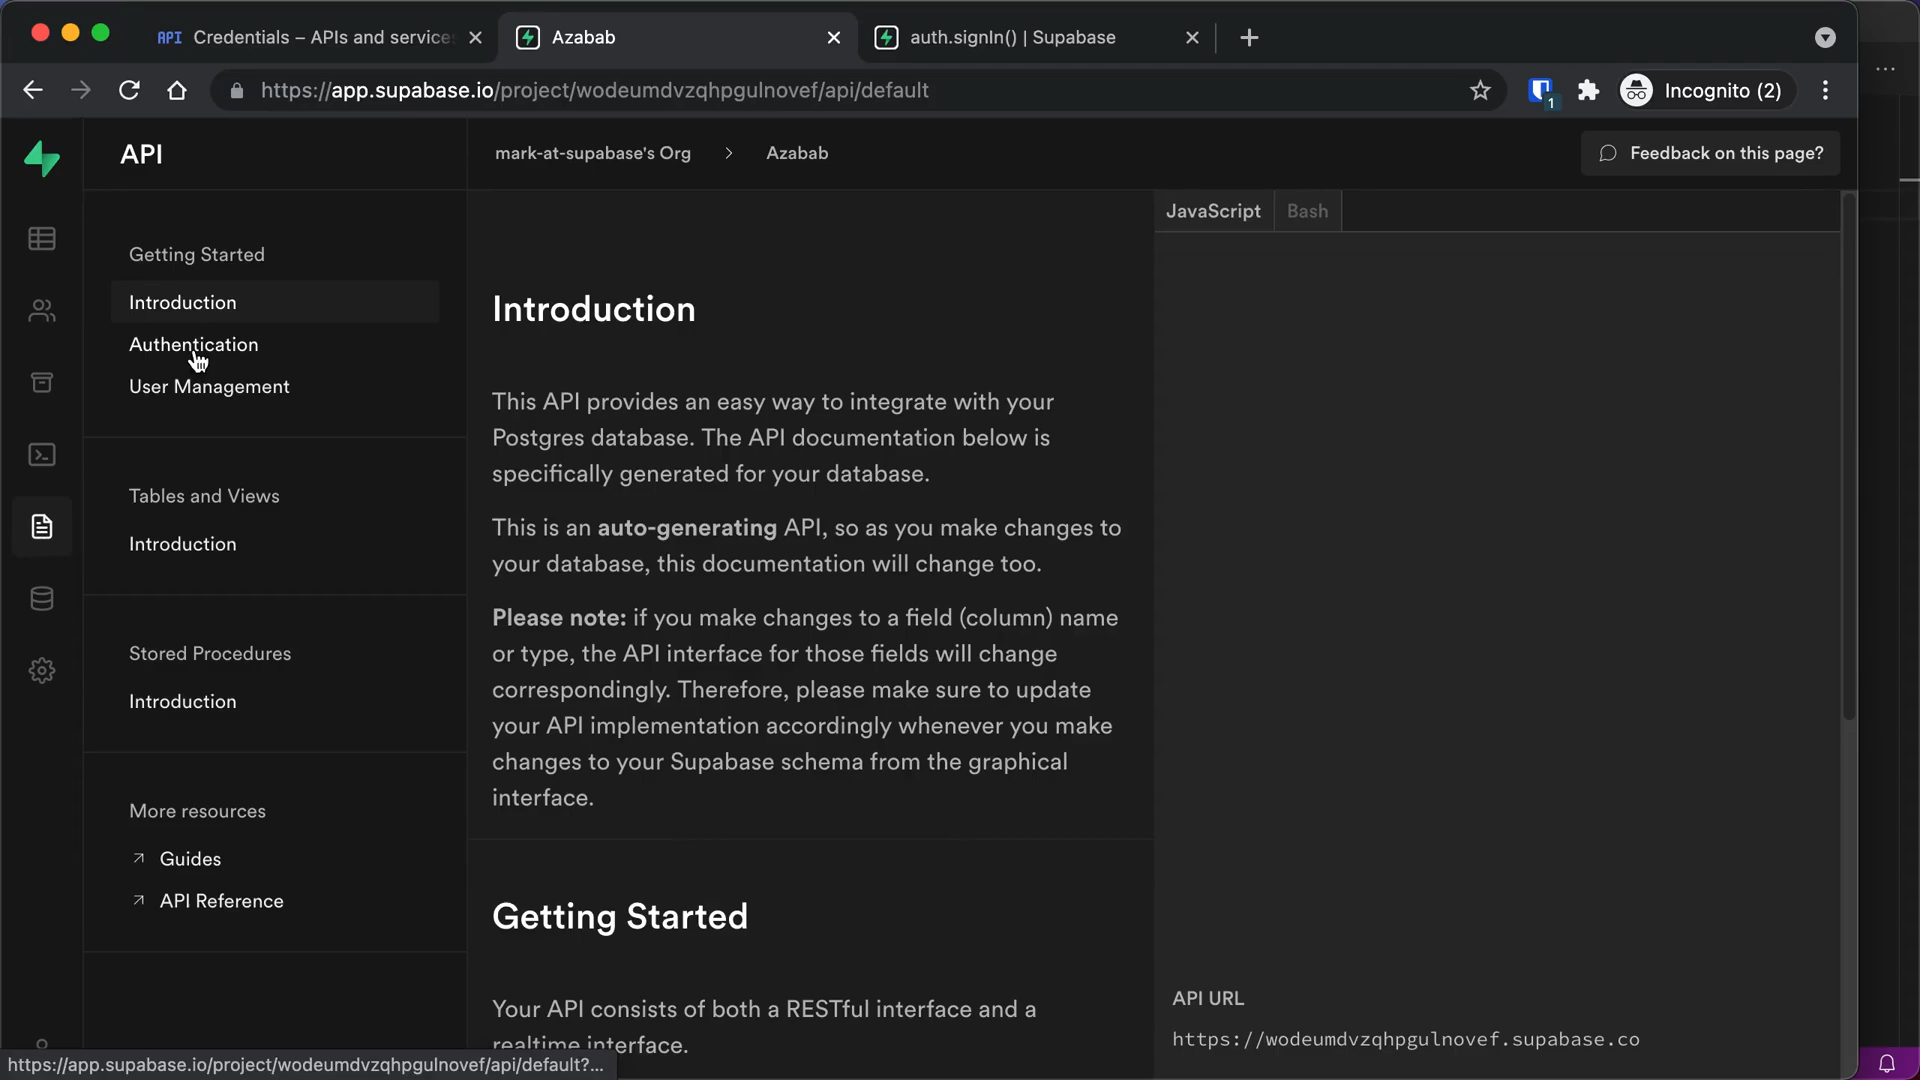 API Credentials – APIs and service
Azabab
auth.signIn() | Supabase
https://app.supabase.io/project/wodeumdvzqhpgulnovef/api/default
1
Incognito (2)
API
mark-at-supabase's Org > Azabab
Feedback on this page?
Getting Started
Introduction
Authentication
User Management
Tables and Views
Introduction
Stored Procedures
Introduction
More resources
Guides
API Reference
Introduction
This API provides an easy way to integrate with your
Postgres database. The API documentation below is
specifically generated for your database.
This is an auto-generating API, so as you make changes to
your database, this documentation will change too.
Please note: if you make changes to a field (column) name
or type, the API interface for those fields will change
correspondingly. Therefore, please make sure to update
your API implementation accordingly whenever you make
changes to your Supabase schema from the graphical
interface.
Getting Started
Your API consists of both a RESTful interface and a
realtime interface.
JavaScript
Bash
API URL
https://wodeumdvzqhpgulnovef.supabase.co
https://app.supabase.io/project/wodeumdvzqhpgulnovef/api/default?...